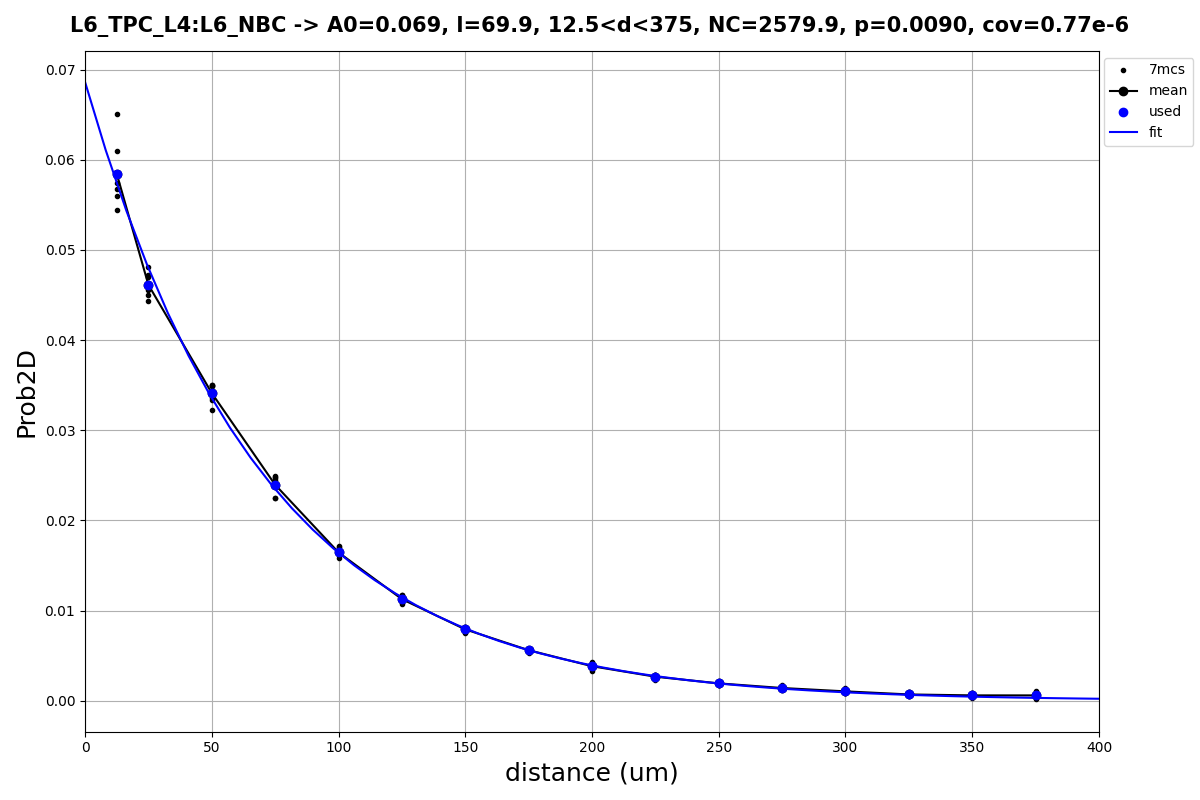 L6_TPC_L4:L6_NBC -> A0=0.069, l=69.9, 12.5<d<375, NC=2579.9, p=0.0090, cov=0.77e-6
7mcs
mean
used
fit
0.07
0.06
0.05
0.04
0.03
0.02
0.01
0.00
Prob2D
0 50 100 150 200 250 300 350 400
distance (um)